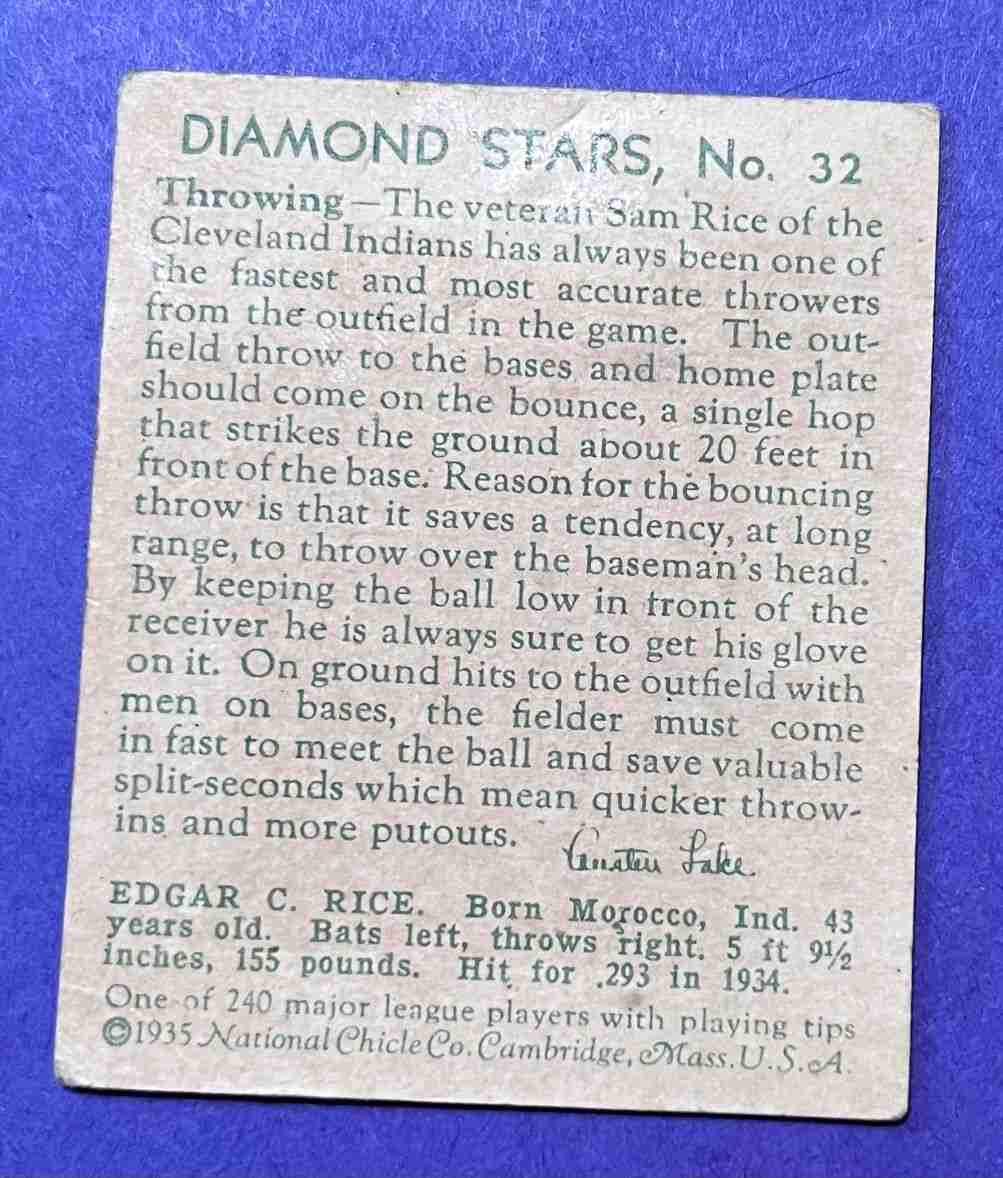 DIAMOND STARS, No. 32
Throwing—The veteran Sam Rice of the
Cleveland Indians has always been one of
the fastest and most accurate throwers
from the outfield in the game. The out-
field throw to the bases and home plate
should come on the bounce, a single hop
that strikes the ground about 20 feet in
front of the base. Reason for the bouncing
throw is that it saves a tendency, at long
range, to throw over the baseman's head.
By keeping the ball low in front of the
receiver he is always sure to get his glove
on it. On ground hits to the outfield with
men on bases, the fielder must come
in fast to meet the ball and save valuable
split-seconds which mean quicker throw-
ins and more putouts. Austen Lake.
EDGAR C. RICE. Born Morocco, Ind. 43
years old. Bats left, throws right. 5 ft 9½
inches, 155 pounds. Hit for .293 in 1934.
One of 240 major league players with playing tips
©1935 National Chicle Co. Cambridge, Mass. U.S.A.